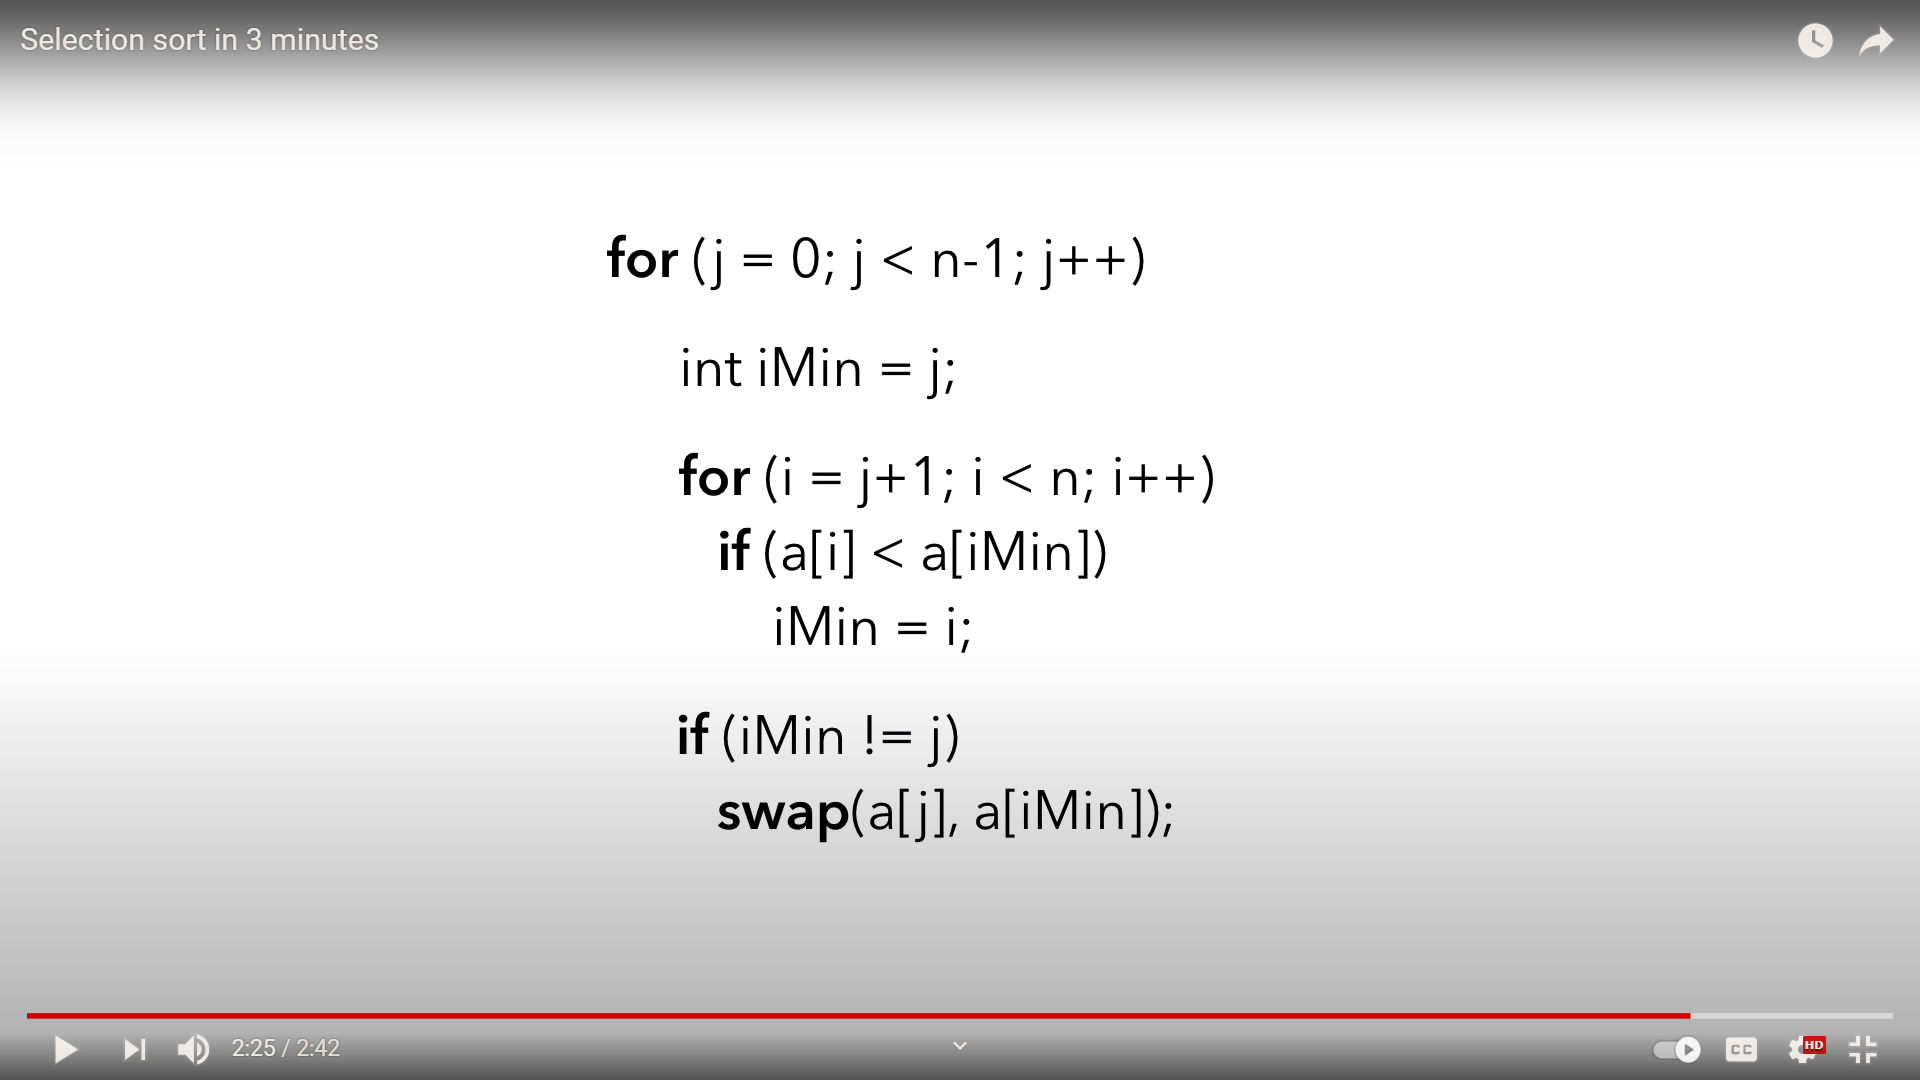 Selection sort in 3 minutes
for (j = 0; j < n-1; j++)
int iMin = j;
for (i = j+1; i < n; i++)
if (a[i] < a[iMin])
iMin = i;
if (iMin != j)
swap(a[j], a[iMin]);
2:25 / 2:42
CC
HD